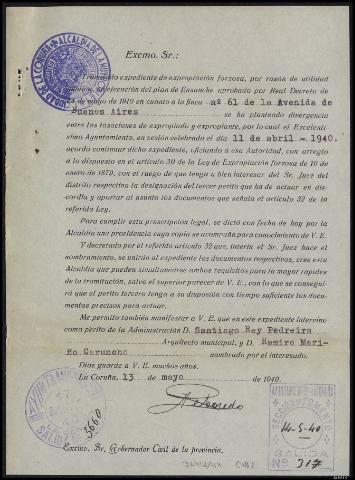 ALCALDIA DEL AYUNTAMIENTO
Excmo. Sr.:
Tramitado expediente de expropiación forzosa, por razón de utilidad
pública, en ejecución del plan de Ensanche aprobado por Real Decreto de
de mayo de 1910 en cuanto a la finca nº 61 de la Avenida de
Buenos Aires se ha planteado divergencia
entre las tasaciones de expropiado y expropiante, por lo cual el Excelentí-
simo Ayuntamiento, en sesión celebrada el día 11 de abril - 1940.
acordó continuar dicho expediente, oficiando a esa Autoridad, con arreglo
a lo dispuesto en el artículo 30 de la Ley de Expropiación forzosa de 10 de
enero de 1879, con el ruego de que tenga a bien interesar del Sr. Juez del
distrito respectivo la designación del tercer perito que ha de actuar en dis-
cordia y aportar al asunto los documentos que señala el artículo 32 de la
referida Ley.
Para cumplir esta prescripción legal, se dictó con fecha de hoy por la
Alcaldía una providencia cuya copia se acompaña para conocimiento de V. E.
Y decretado por el referido artículo 32 que, interín el Sr. Juez hace el
nombramiento, se unirán al expediente los documentos respectivos, cree esta
Alcaldía que pueden simultanearse ambos requisitos para la mayor rapidez
de la tramitación, salvo el superior parecer de V. E., con lo que se consegui-
rá que el perito tercero tenga a su disposición con tiempo suficiente los docu-
mentos precisos para actuar.
Me permito también manifestar a V. E. que en este expediente intervino
como perito de la Administración D. Santiago Rey Pedreira
Arquitecto municipal, y D. Ramiro Mari-
ño Caruncho nombrado por el interesado.
Dios guarde a V. E. muchos años.
La Coruña, 13 de mayo de 1940.
3660
14-5-40
SALIDA
Nº 317
Excmo. Sr. Gobernador Civil de la provincia.